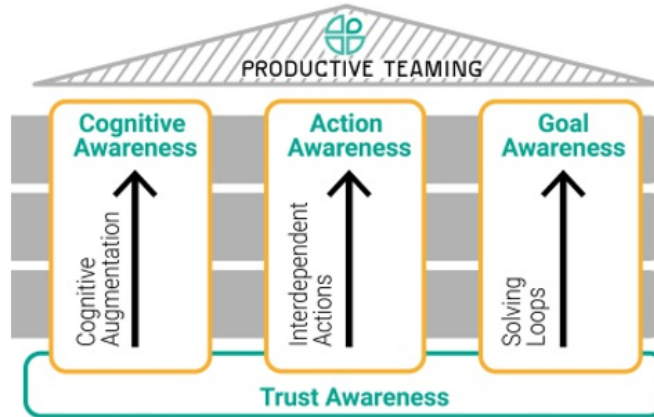 PRODUCTIVE TEAMING
Cognitive
Awareness
Cognitive
Augmentation
Action
Awareness
Interdependent
Actions
Goal
Awareness
Solving
Loops
Trust Awareness